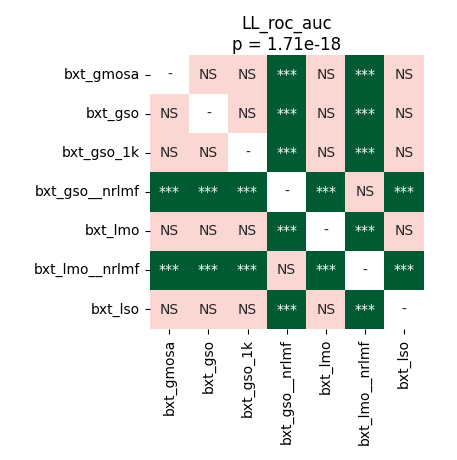 LL_roc_auc
p = 1.71e-18
bxt_gmosa - NS NS *** NS *** NS
bxt_gso NS - NS *** NS *** NS
bxt_gso_1k NS NS - *** NS *** NS
bxt_gso__nrlmf *** *** *** - *** NS ***
bxt_lmo NS NS NS *** - *** NS
bxt_lmo__nrlmf *** *** *** NS *** - ***
bxt_lso NS NS NS *** NS *** -
bxt_gmosa
bxt_gso
bxt_gso_1k
bxt_gso__nrlmf
bxt_lmo
bxt_lmo__nrlmf
bxt_lso